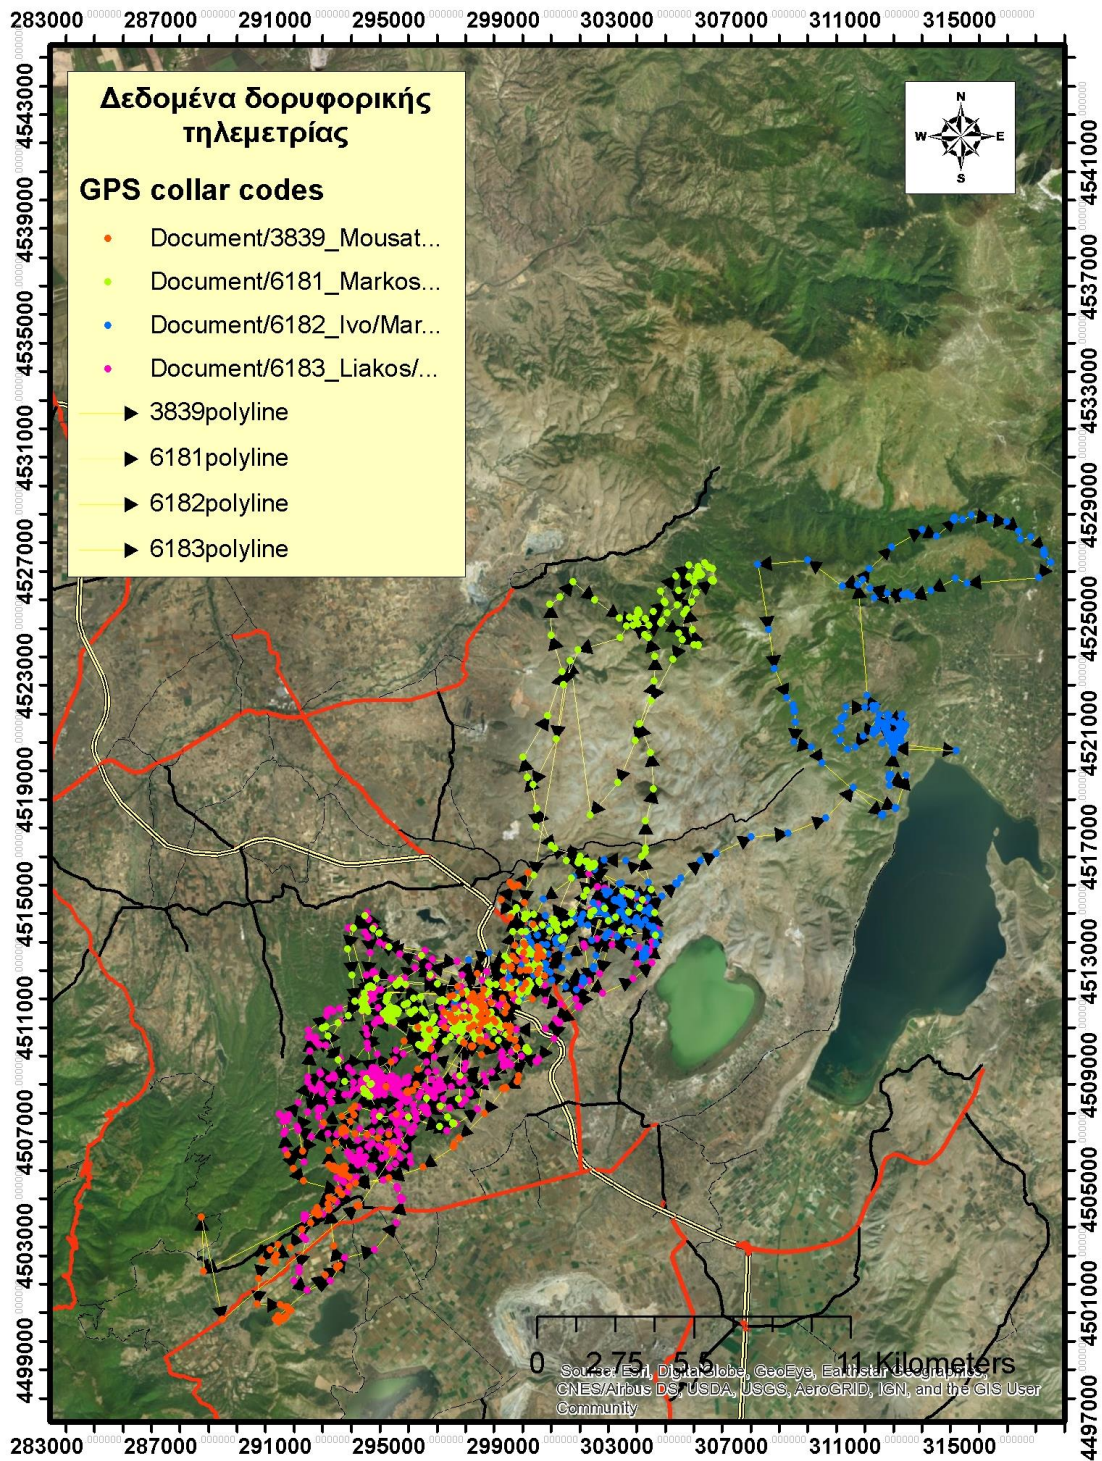 283000 287000 291000 295000 299000 303000 307000 311000 315000
Δεδομένα δορυφορικής
τηλεμετρίας
GPS collar codes
Document/3839_Mousat...
Document/6181_Markos...
Document/6182_Ivo/Mar...
Document/6183_Liakos/...
3839polyline
6181polyline
6182polyline
6183polyline
N
W E
S
4543000
4539000
4535000
4531000
4527000
4523000
4519000
4515000
4511000
4507000
4503000
4499000
4541000
4537000
4533000
4529000
4525000
4521000
4517000
4513000
4509000
4505000
4501000
4497000
0 2.75 5.5 11 Kilometers
Source: Esri, DigitalGlobe, GeoEye, Earthstar Geographics,
CNES/Airbus DS, USDA, USGS, AeroGRID, IGN, and the GIS User
Community
283000 287000 291000 295000 299000 303000 307000 311000 315000